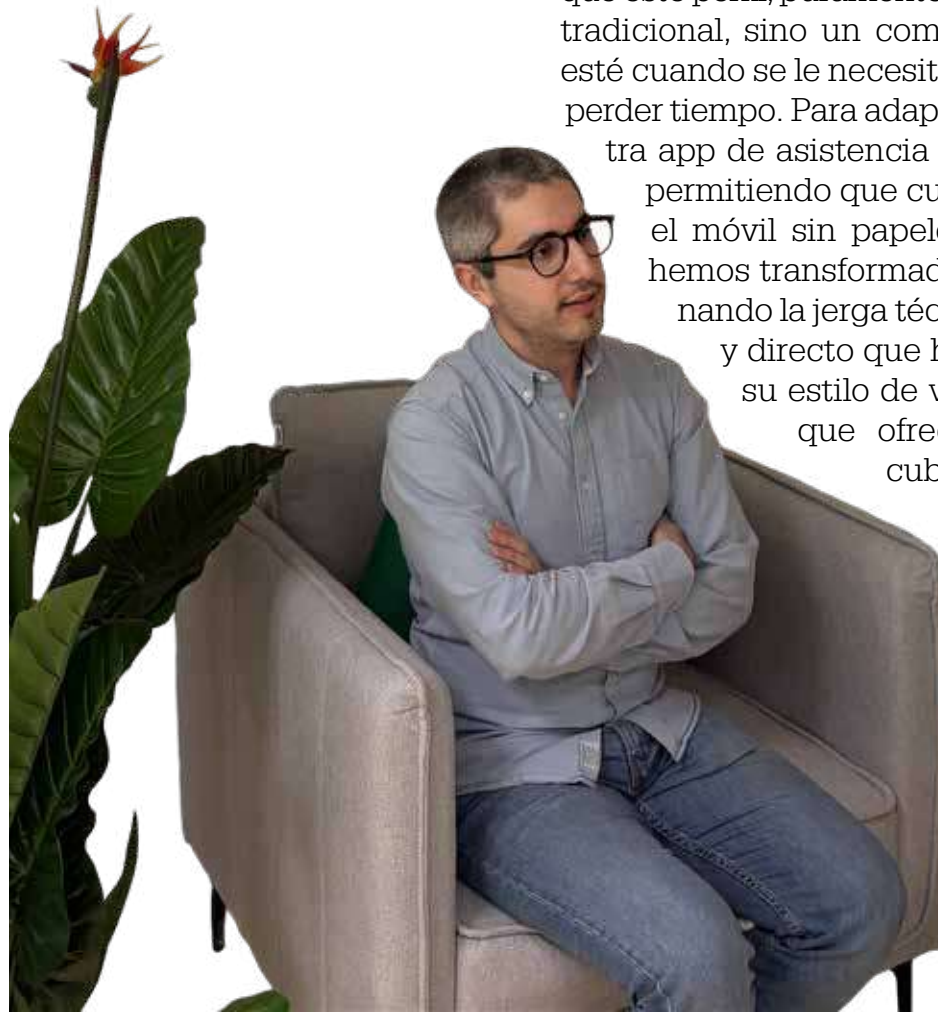 que este perfil, puramente
tradicional, sino un com
esté cuando se le necesit
perder tiempo. Para adap
tra app de asistencia
permitiendo que cu
el móvil sin papele
hemos transformad
nando la jerga téc
y directo que h
su estilo de v
que ofre
cub